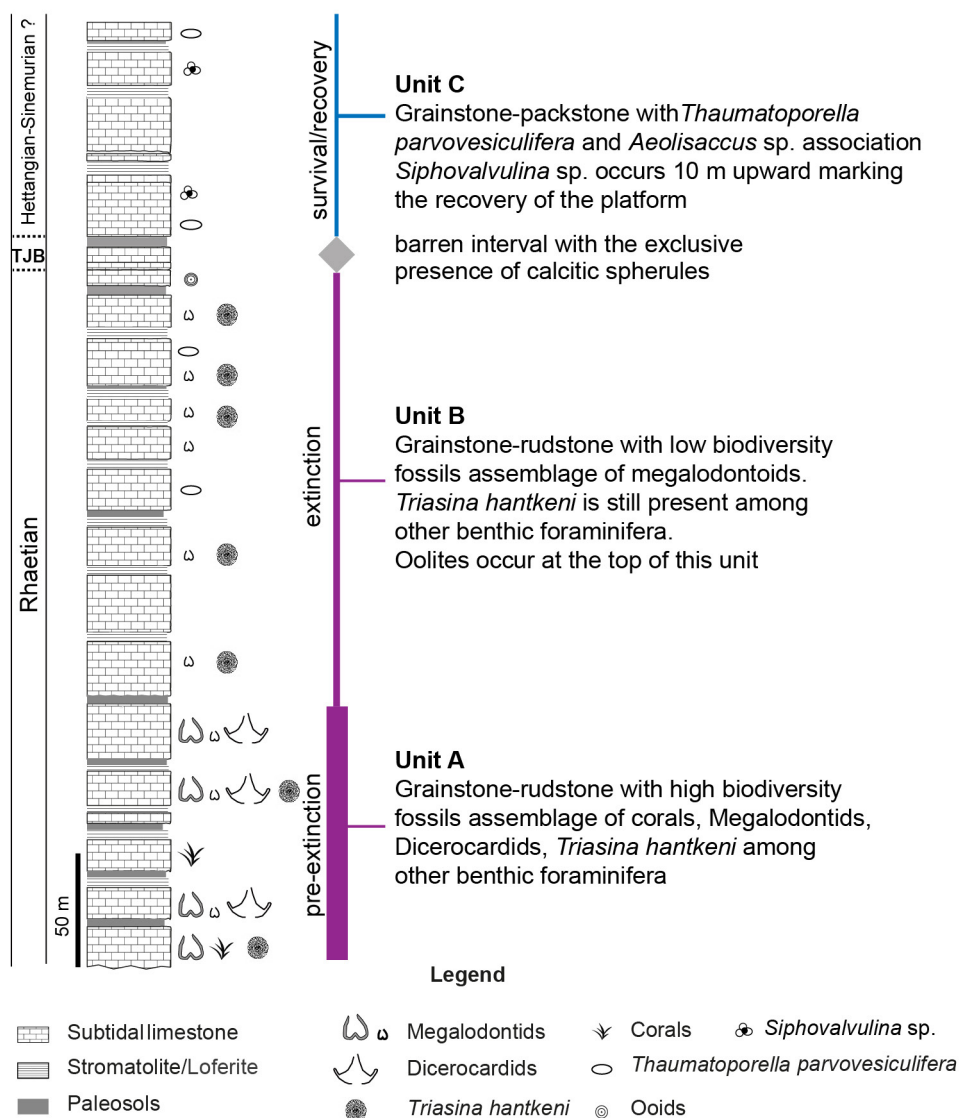 Hettangian-Sinemurian ?
TJB
Rhaetian
50 m
survival/recovery
extinction
pre-extinction
Unit C
Grainstone-packstone with Thaumatoporella
parvovesiculifera and Aeolisaccus sp. association
Siphovalvulina sp. occurs 10 m upward marking
the recovery of the platform
barren interval with the exclusive
presence of calcitic spherules
Unit B
Grainstone-rudstone with low biodiversity
fossils assemblage of megalodontoids.
Triasina hantkeni is still present among
other benthic foraminifera.
Oolites occur at the top of this unit
Unit A
Grainstone-rudstone with high biodiversity
fossils assemblage of corals, Megalodontids,
Dicerocardids, Triasina hantkeni among
other benthic foraminifera
Legend
Subtidal limestone
Stromatolite/Loferite
Paleosols
Megalodontids
Dicerocardids
Triasina hantkeni
Corals
Thaumatoporella parvovesiculifera
Ooids
Siphovalvulina sp.